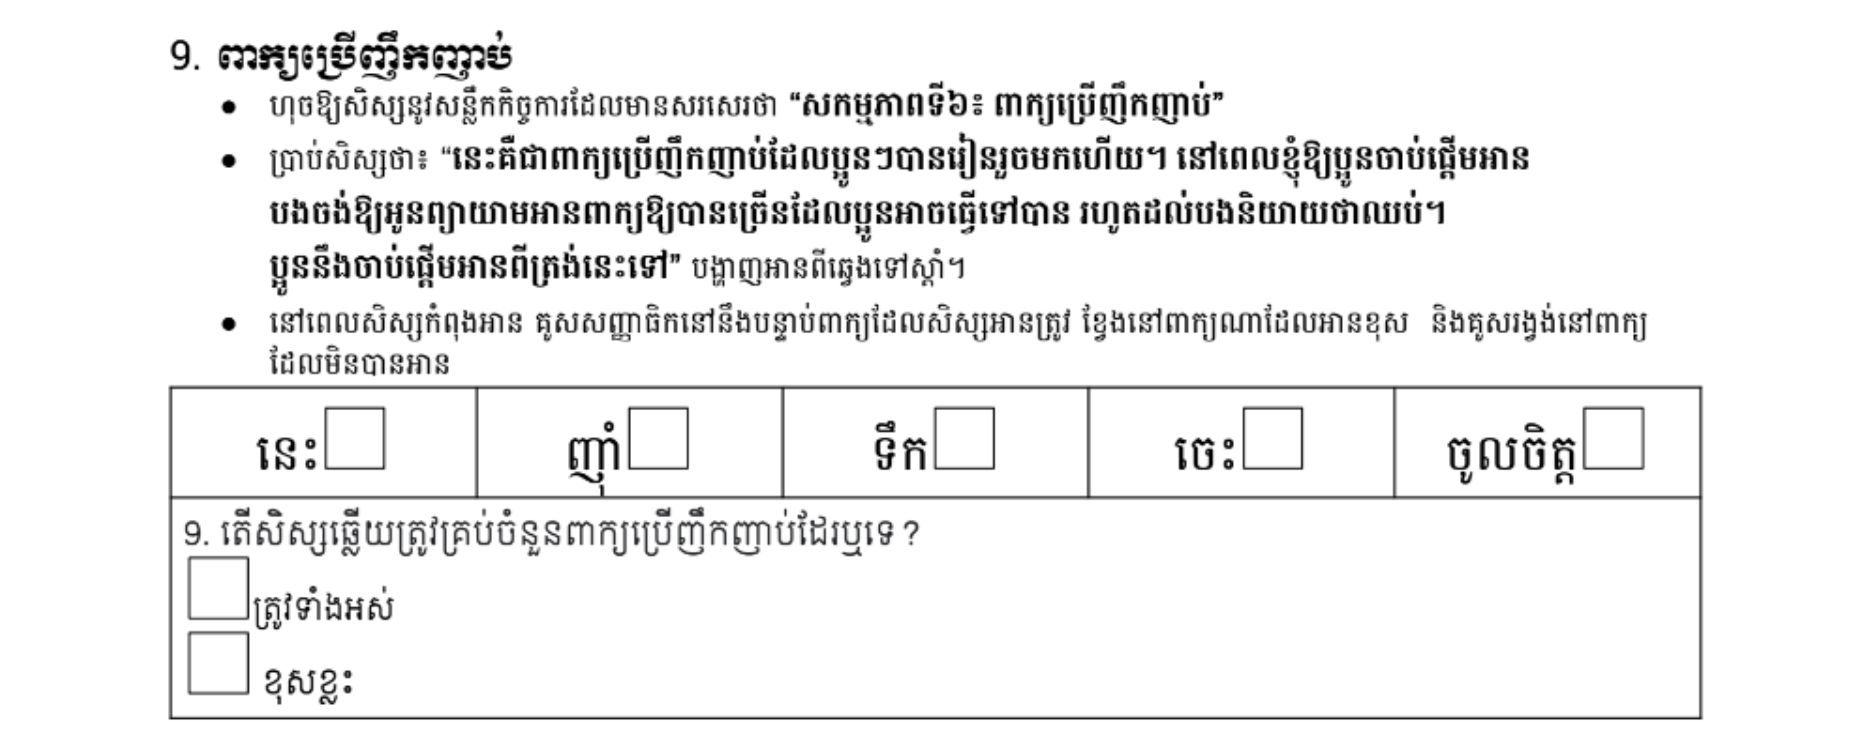 9. ពាក្យប្រើញឹកញាប់
● ហុចឱ្យសិស្សនូវសន្លឹកកិច្ចការដែលមានសរសេរថា “សកម្មភាពទី៦៖ ពាក្យប្រើញឹកញាប់”
● ប្រាប់សិស្សថា៖ “នេះគឺជាពាក្យប្រើញឹកញាប់ដែលប្អូនៗបានរៀនរួចមកហើយ។ នៅពេលខ្ញុំឱ្យប្អូនចាប់ផ្តើមអាន
បងចង់ឱ្យអូនព្យាយាមអានពាក្យឱ្យបានច្រើនដែលប្អូនអាចធ្វើទៅបាន រហូតដល់បងនិយាយថាឈប់។
ប្អូននឹងចាប់ផ្តើមអានពីត្រង់នេះទៅ” បង្ហាញអានពីឆ្វេងទៅស្តាំ។
● នៅពេលសិស្សកំពុងអាន គូសសញ្ញាធិកនៅនឹងបន្ទាប់ពាក្យដែលសិស្សអានត្រូវ ខ្វែងនៅពាក្យណាដែលអានខុស និងគូសរង្វង់នៅពាក្យ
ដែលមិនបានអាន
នេះ ញ៉ាំ ទឹក ចេះ ចូលចិត្ត
9. តើសិស្សឆ្លើយត្រូវគ្រប់ចំនួនពាក្យប្រើញឹកញាប់ដែរឬទេ ?
ត្រូវទាំងអស់
ខុសខ្លះ